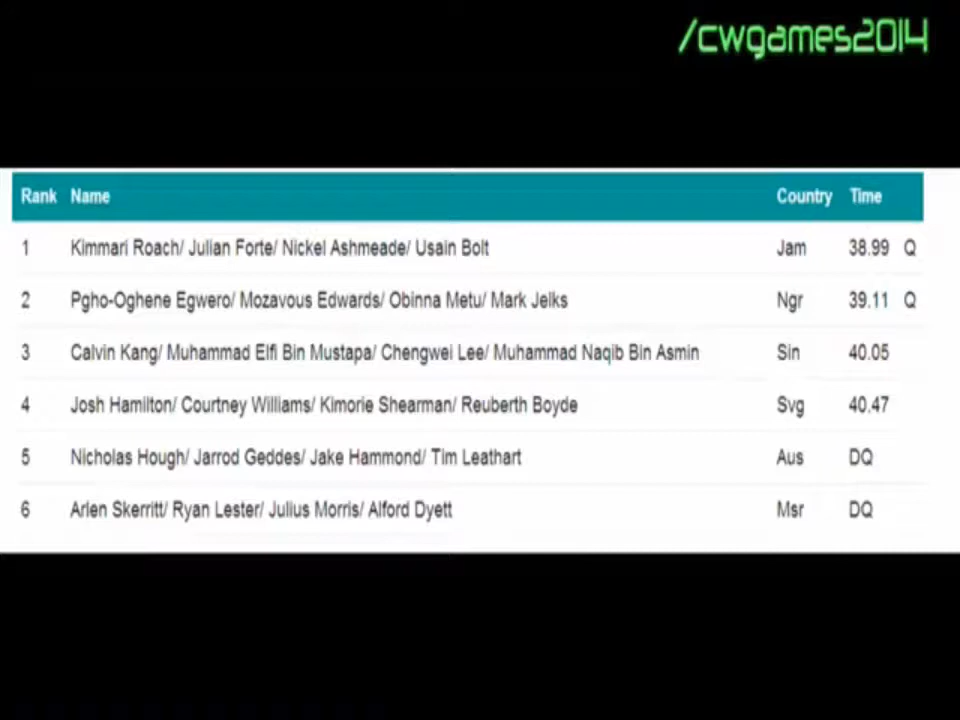 /cwgames2014
Rank Name Country Time
1 Kimmari Roach/ Julian Forte/ Nickel Ashmeade/ Usain Bolt Jam 38.99 Q
2 Pgho-Oghene Egwero/ Mozavous Edwards/ Obinna Metu/ Mark Jelks Ngr 39.11 Q
3 Calvin Kang/ Muhammad Elfi Bin Mustapa/ Chengwei Lee/ Muhammad Naqib Bin Asmin Sin 40.05
4 Josh Hamilton/ Courtney Williams/ Kimorie Shearman/ Reuberth Boyde Svg 40.47
5 Nicholas Hough/ Jarrod Geddes/ Jake Hammond/ Tim Leathart Aus DQ
6 Arlen Skerritt/ Ryan Lester/ Julius Morris/ Alford Dyett Msr DQ